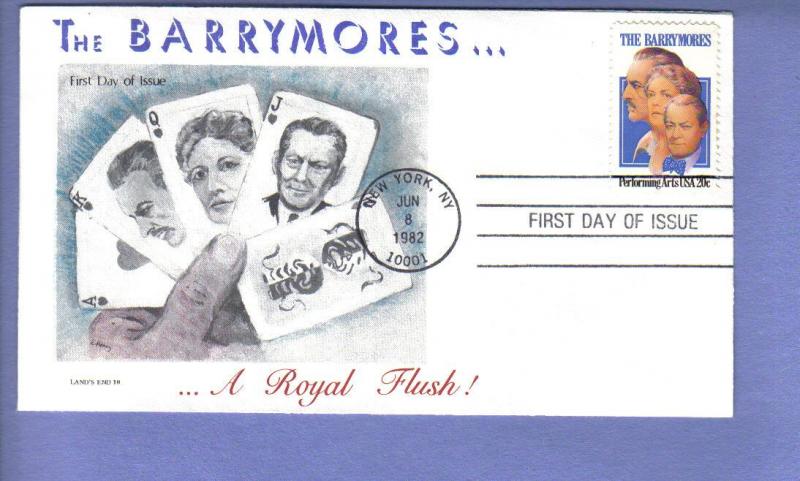 THE BARRYMORES...
First Day of Issue
THE BARRYMORES
Performing Arts USA 20c
A
K
Q
J
NEW YORK, NY
JUN
8
1982
10001
FIRST DAY OF ISSUE
LAND'S END 18
... A Royal Flush!